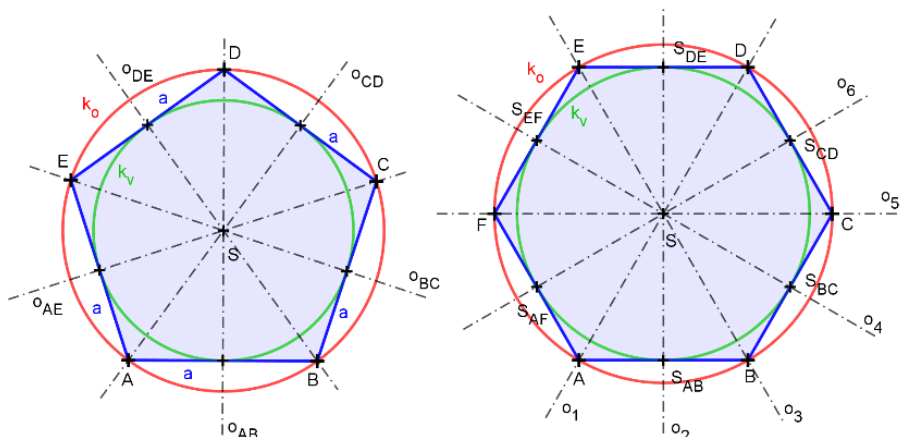 D
o_DE
o_CD
k_o
a
a
E
C
k_v
S
o_BC
o_AE
a
a
A
a
B
o_AB
E
S_DE
D
k_o
o_6
S_EF
k_v
S_CD
o_5
F
S
C
S_BC
S_AF
o_4
A
S_AB
B
o_1
o_2
o_3